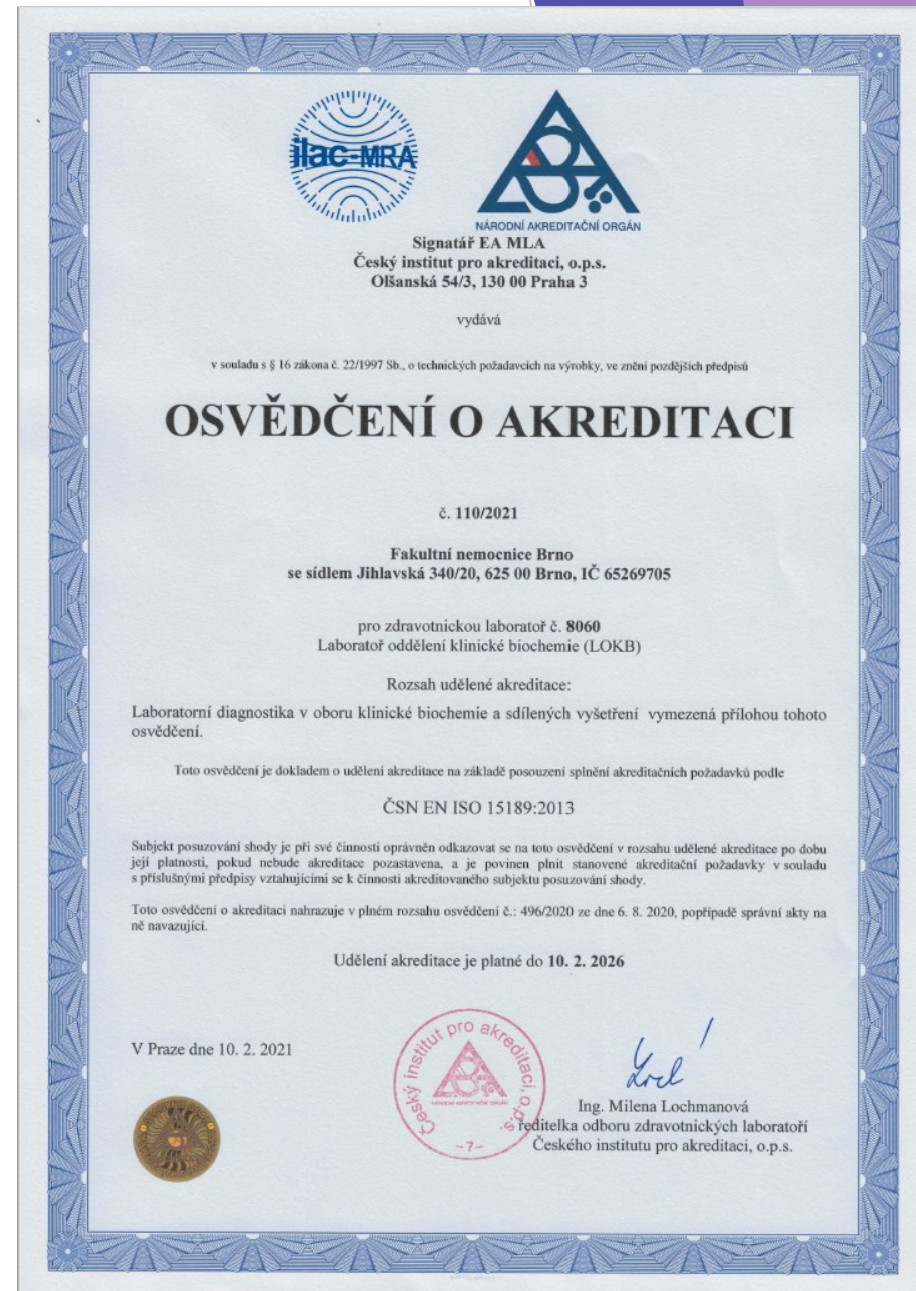 ilac-MRA
NÁRODNÍ AKREDITAČNÍ ORGÁN
Signatář EA MLA
Český institut pro akreditaci, o.p.s.
Olšanská 54/3, 130 00 Praha 3
vydává
v souladu s § 16 zákona č. 22/1997 Sb., o technických požadavcích na výrobky, ve znění pozdějších předpisů
OSVĚDČENÍ O AKREDITACI
č. 110/2021
Fakultní nemocnice Brno
se sídlem Jihlavská 340/20, 625 00 Brno, IČ 65269705
pro zdravotnickou laboratoř č. 8060
Laboratoř oddělení klinické biochemie (LOKB)
Rozsah udělené akreditace:
Laboratorní diagnostika v oboru klinické biochemie a sdílených vyšetření vymezená přílohou tohoto
osvědčení.
Toto osvědčení je dokladem o udělení akreditace na základě posouzení splnění akreditačních požadavků podle
ČSN EN ISO 15189:2013
Subjekt posuzování shody je při své činnosti oprávněn odkazovat se na toto osvědčení v rozsahu udělené akreditace po dobu
její platnosti, pokud nebude akreditace pozastavena, a je povinen plnit stanovené akreditační požadavky v souladu
s příslušnými předpisy vztahujícími se k činnosti akreditovaného subjektu posuzování shody.
Toto osvědčení o akreditaci nahrazuje v plném rozsahu osvědčení č.: 496/2020 ze dne 6. 8. 2020, popřípadě správní akty na
ně navazující.
Udělení akreditace je platné do 10. 2. 2026
V Praze dne 10. 2. 2021
Český institut pro akreditaci, o.p.s.
NÁRODNÍ AKREDITAČNÍ ORGÁN
-7-
Ing. Milena Lochmanová
ředitelka odboru zdravotnických laboratoří
Českého institutu pro akreditaci, o.p.s.